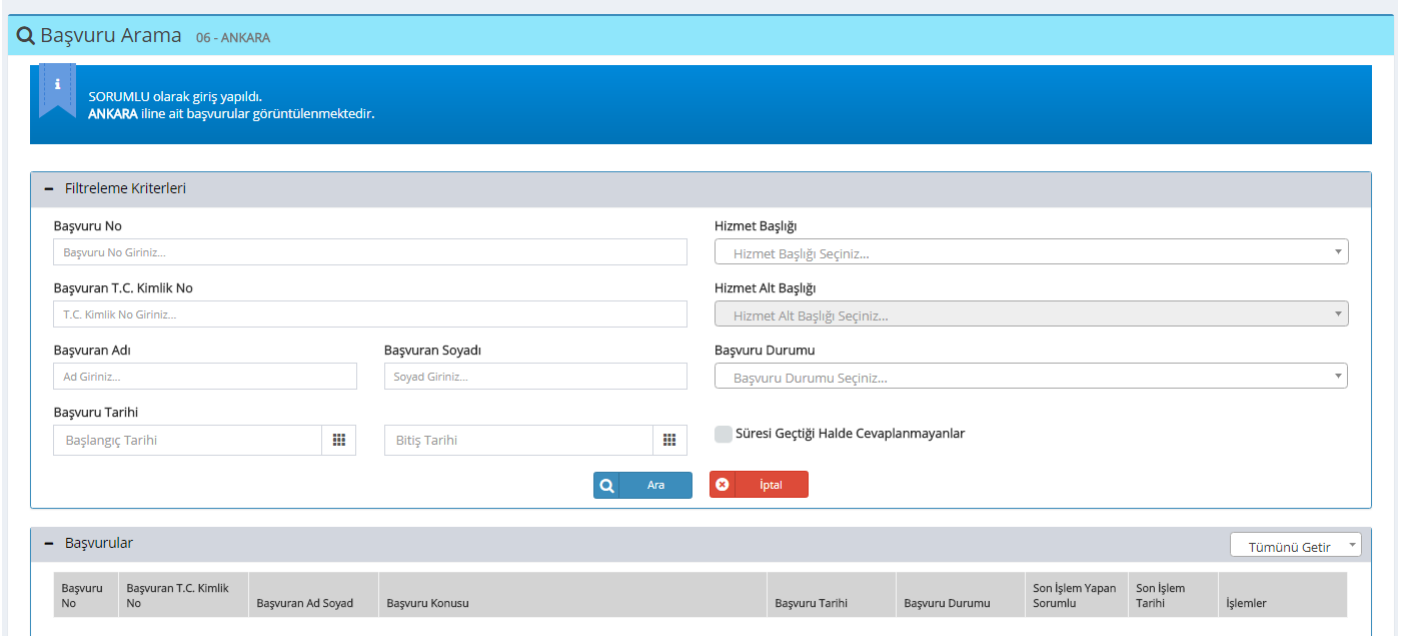 Başvuru Arama 06 - ANKARA
SORUMLU olarak giriş yapıldı.
ANKARA iline ait başvurular görüntülenmektedir.
Filtreleme Kriterleri
Başvuru No
Hizmet Başlığı
Başvuru No Giriniz...
Hizmet Başlığı Seçiniz...
Başvuran T.C. Kimlik No
Hizmet Alt Başlığı
T.C. Kimlik No Giriniz...
Hizmet Alt Başlığı Seçiniz...
Başvuran Adı
Başvuran Soyadı
Başvuru Durumu
Ad Giriniz...
Soyad Giriniz...
Başvuru Durumu Seçiniz...
Başvuru Tarihi
Başlangıç Tarihi
Bitiş Tarihi
Süresi Geçtiği Halde Cevaplanmayanlar
Ara
İptal
Başvurular
Tümünü Getir
Başvuru
No
Başvuran T.C. Kimlik
No
Başvuran Ad Soyad
Başvuru Konusu
Başvuru Tarihi
Başvuru Durumu
Son İşlem Yapan
Sorumlu
Son İşlem
Tarihi
İşlemler